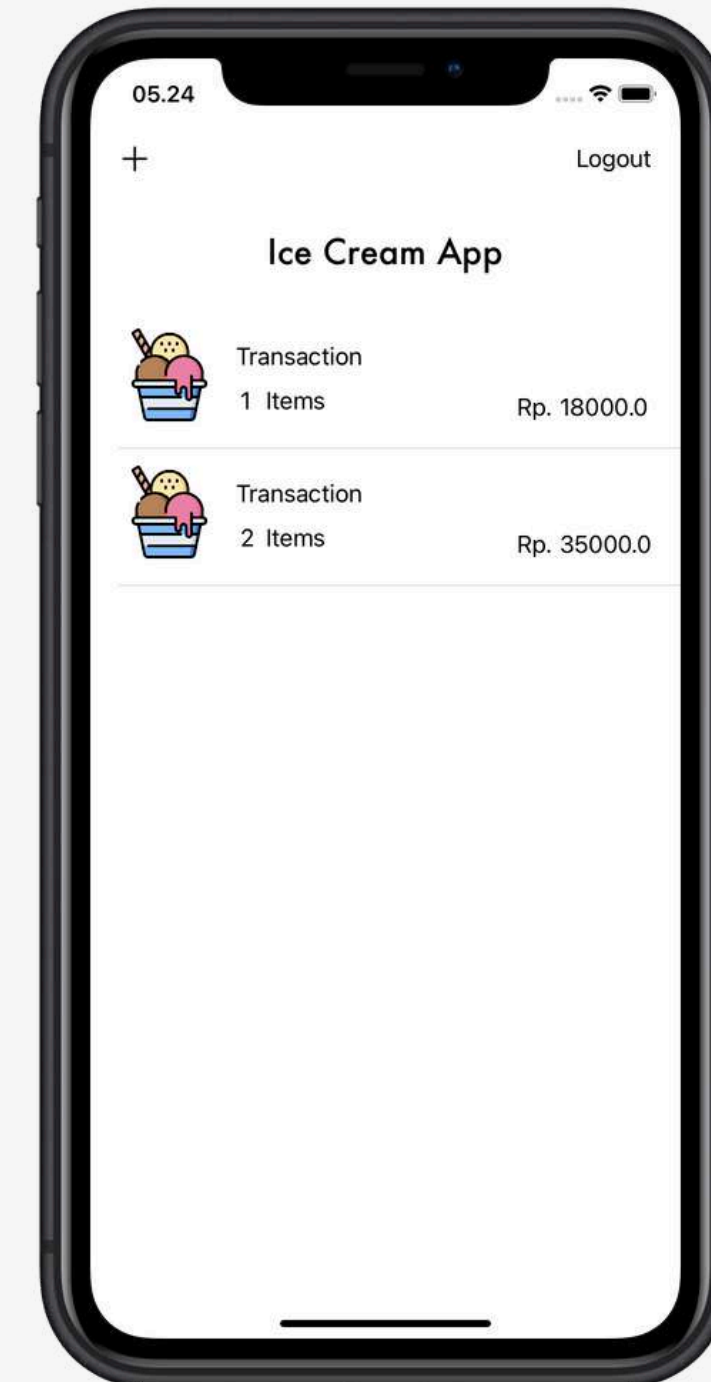 05.24
+ Logout
Ice Cream App
Transaction
1 Items
Rp. 18000.0
Transaction
2 Items
Rp. 35000.0